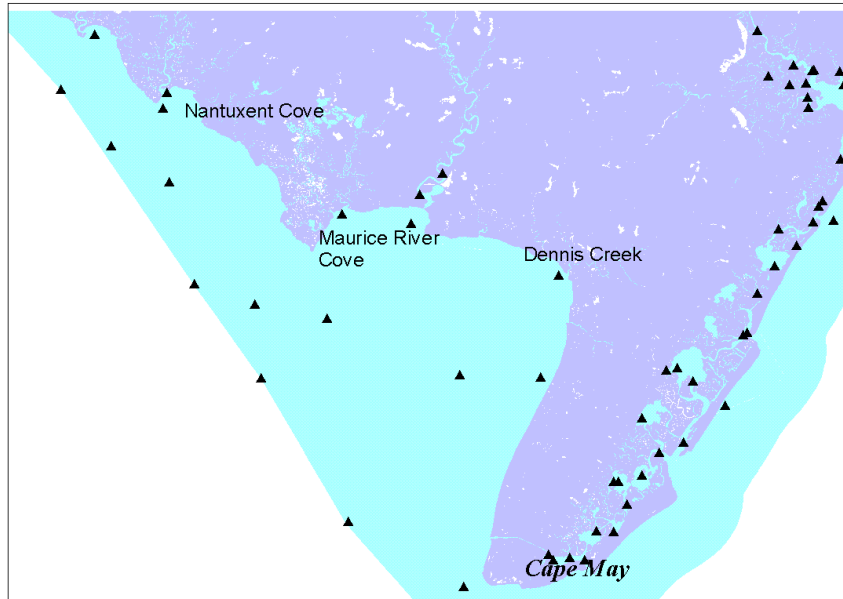 Nantuxent Cove
Maurice River
Cove
Dennis Creek
Cape May